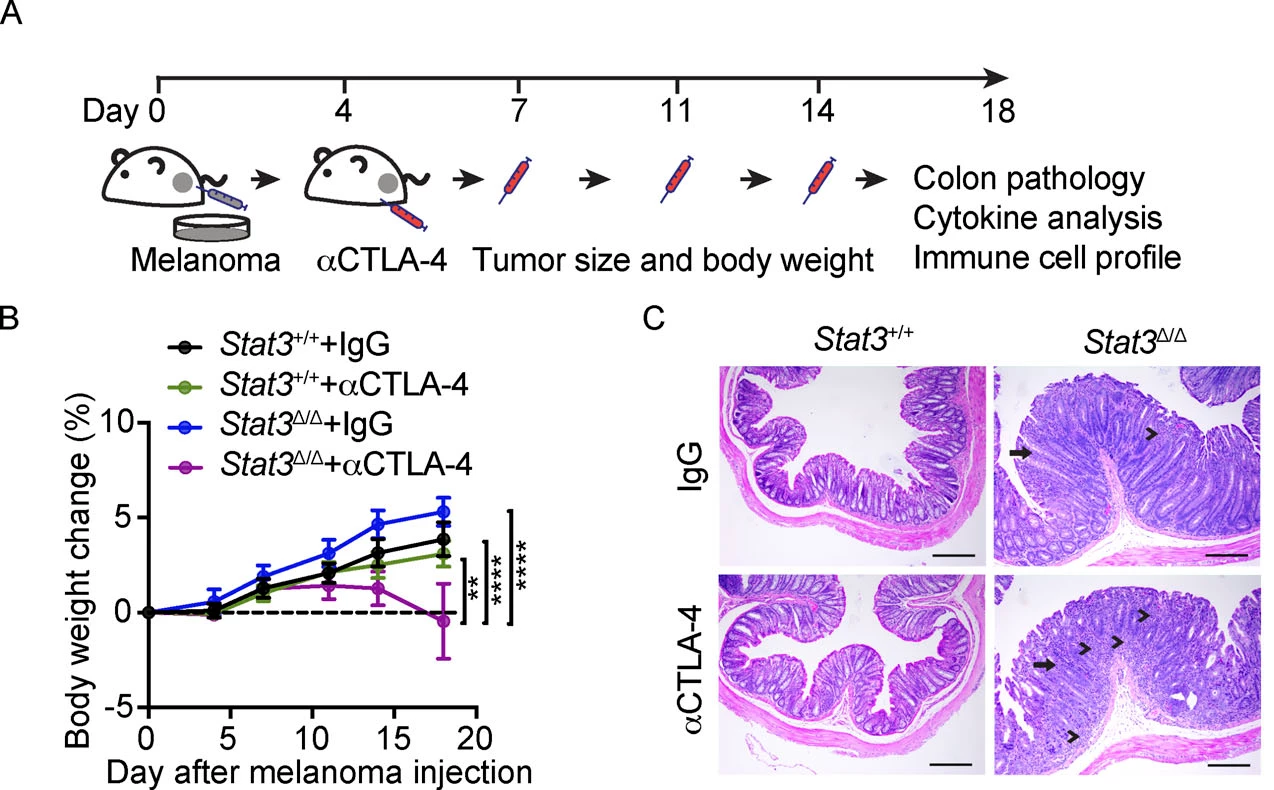 A
Day 0 4 7 11 14 18
Melanoma αCTLA-4 Tumor size and body weight
Colon pathology
Cytokine analysis
Immune cell profile
B
Stat3+/++IgG
Stat3+/++αCTLA-4
Stat3Δ/Δ+IgG
Stat3Δ/Δ+αCTLA-4
Body weight change (%)
10
5
0
-5
0 5 10 15 20
Day after melanoma injection
**
****
****
C
Stat3+/+ Stat3Δ/Δ
IgG
αCTLA-4